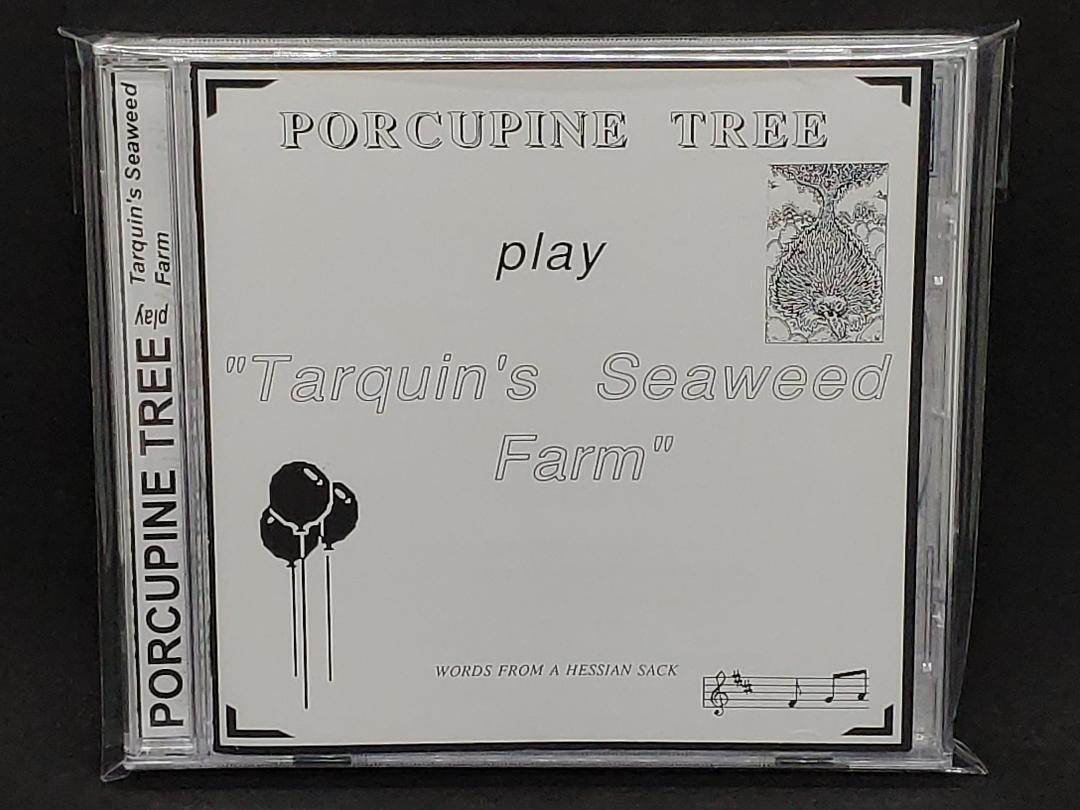 PORCUPINE TREE
play
"Tarquin's Seaweed
Farm"
WORDS FROM A HESSIAN SACK
PORCUPINE TREE play Tarquin's Seaweed
Farm